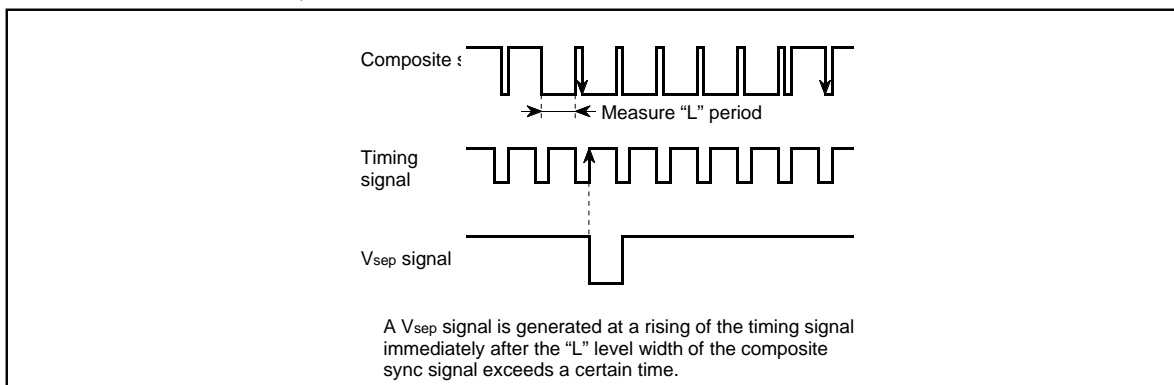 Composite s
Measure “L” period
Timing
signal
Vsep signal
A Vsep signal is generated at a rising of the timing signal
immediately after the “L” level width of the composite
sync signal exceeds a certain time.